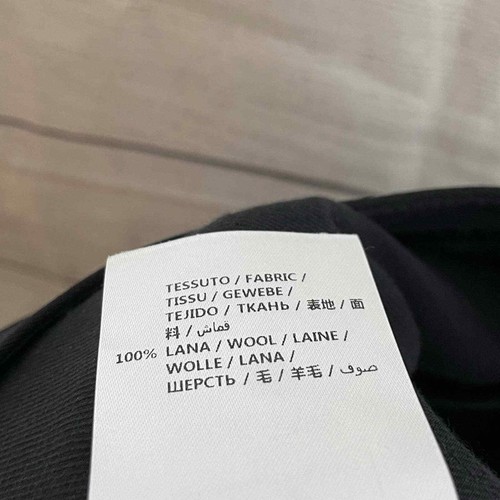 TESSUTO / FABRIC /
TISSU / GEWEBE /
TEJIDO / ТКАНЬ / 表地 / 面
料 / قماش
100% LANA / WOOL / LAINE /
WOLLE / LANA /
ШЕРСТЬ / 毛 / 羊毛 / صوف